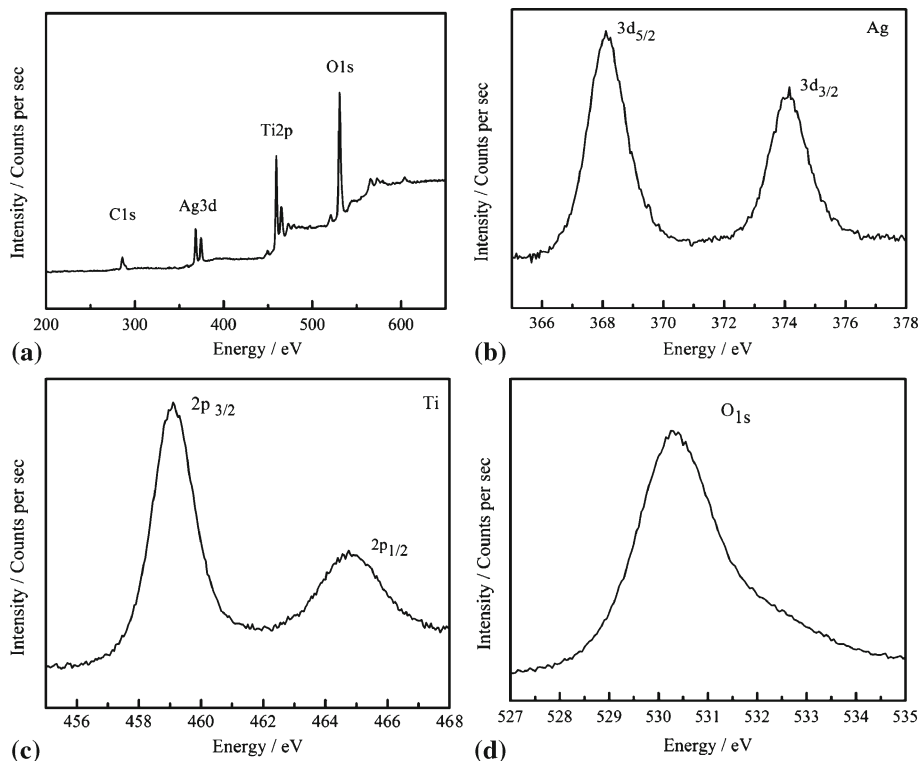 Intensity / Counts per sec
C1s
Ag3d
Ti2p
O1s
200 300 400 500 600
Energy / eV
(a)
Intensity / Counts per sec
3d5/2
3d3/2
Ag
366 368 370 372 374 376 378
Energy / eV
(b)
Intensity / Counts per sec
2p 3/2
2p1/2
Ti
456 458 460 462 464 466 468
Energy / eV
(c)
Intensity / Counts per sec
O1s
527 528 529 530 531 532 533 534 535
Energy / eV
(d)